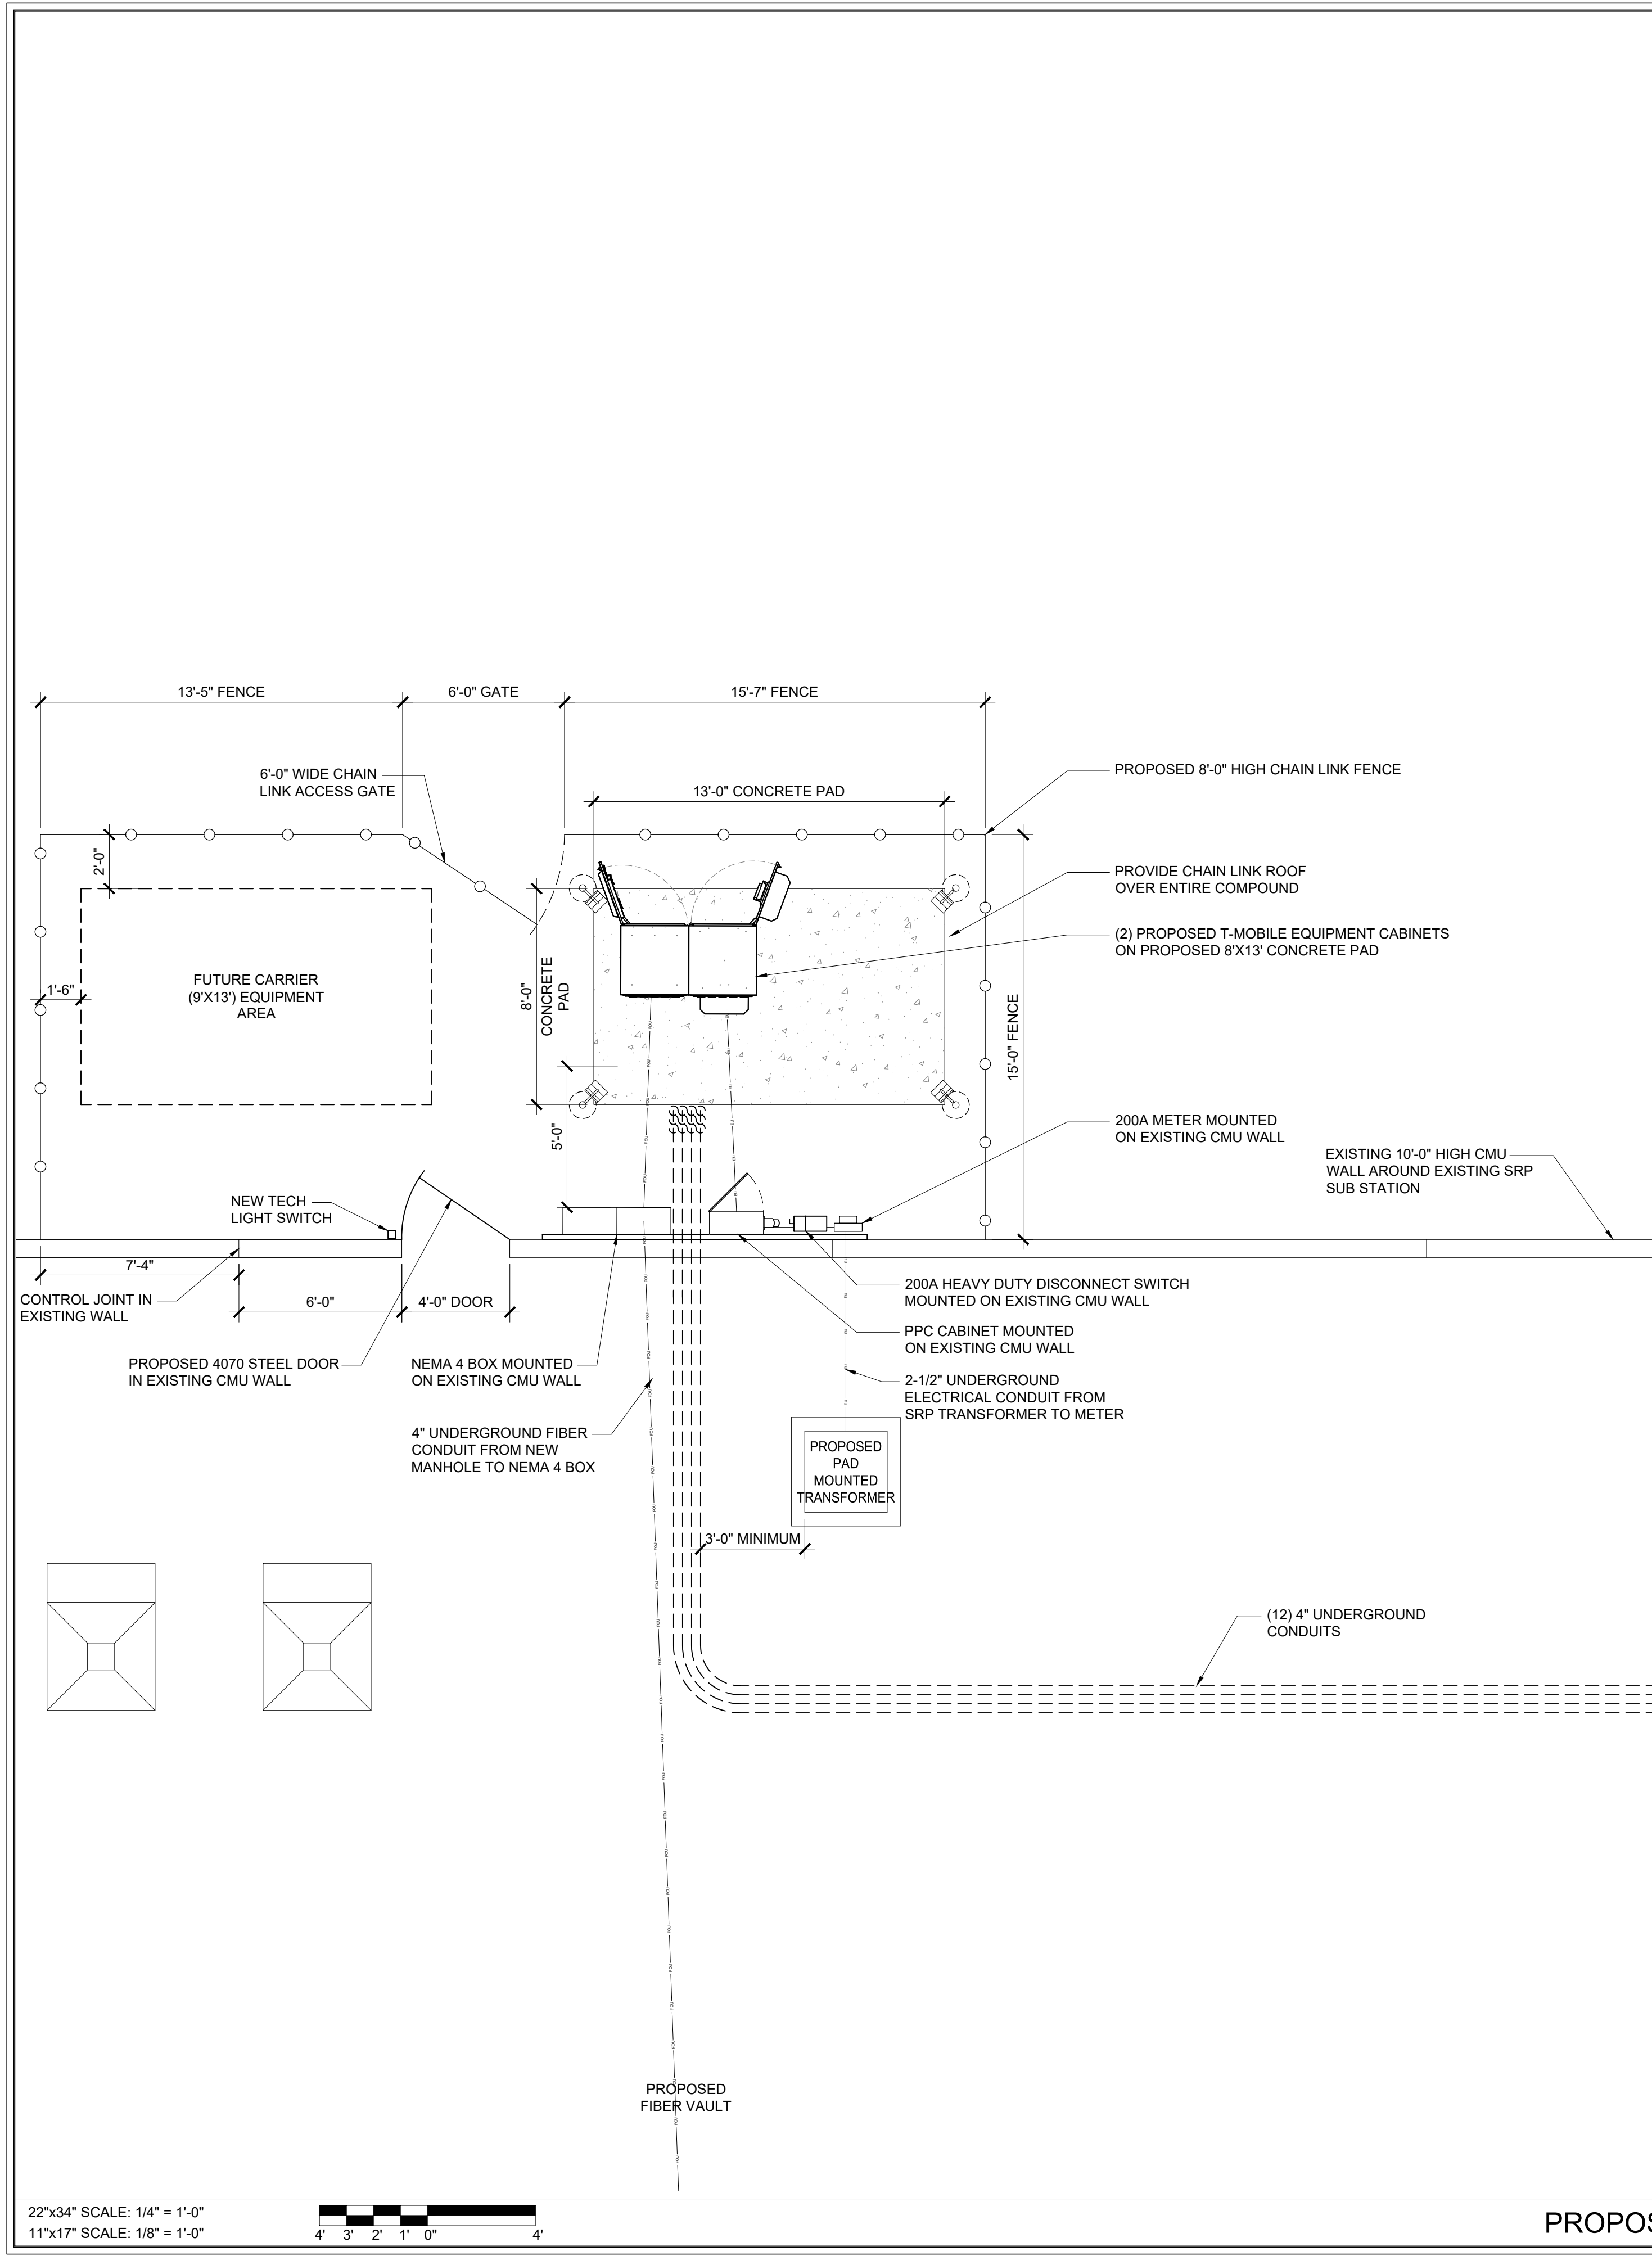 13'-5" FENCE
6'-0" GATE
15'-7" FENCE
6'-0" WIDE CHAIN
LINK ACCESS GATE
13'-0" CONCRETE PAD
PROPOSED 8'-0" HIGH CHAIN LINK FENCE
2'-0"
PROVIDE CHAIN LINK ROOF
OVER ENTIRE COMPOUND
(2) PROPOSED T-MOBILE EQUIPMENT CABINETS
ON PROPOSED 8'X13' CONCRETE PAD
FUTURE CARRIER
(9'X13') EQUIPMENT
AREA
1'-6"
8'-0"
CONCRETE
PAD
15'-0" FENCE
5'-0"
200A METER MOUNTED
ON EXISTING CMU WALL
EXISTING 10'-0" HIGH CMU
WALL AROUND EXISTING SRP
SUB STATION
NEW TECH
LIGHT SWITCH
7'-4"
CONTROL JOINT IN
EXISTING WALL
6'-0"
4'-0" DOOR
200A HEAVY DUTY DISCONNECT SWITCH
MOUNTED ON EXISTING CMU WALL
PROPOSED 4070 STEEL DOOR
IN EXISTING CMU WALL
NEMA 4 BOX MOUNTED
ON EXISTING CMU WALL
PPC CABINET MOUNTED
ON EXISTING CMU WALL
2-1/2" UNDERGROUND
ELECTRICAL CONDUIT FROM
SRP TRANSFORMER TO METER
4" UNDERGROUND FIBER
CONDUIT FROM NEW
MANHOLE TO NEMA 4 BOX
PROPOSED
PAD
MOUNTED
TRANSFORMER
3'-0" MINIMUM
(12) 4" UNDERGROUND
CONDUITS
PROPOSED
FIBER VAULT
22"x34" SCALE: 1/4" = 1'-0"
11"x17" SCALE: 1/8" = 1'-0"
4' 3' 2' 1' 0" 4'
PROPOS